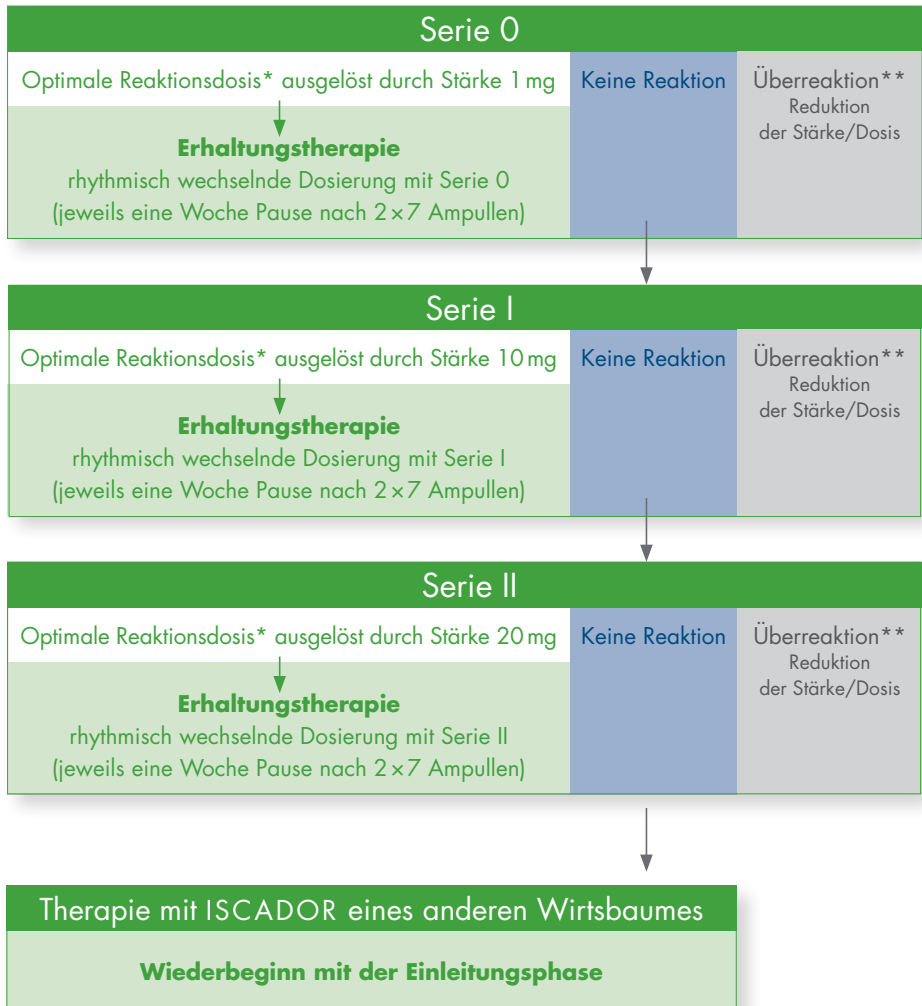 Serie 0
Optimale Reaktionsdosis* ausgelöst durch Stärke 1 mg
Erhaltungstherapie
rhythmisch wechselnde Dosierung mit Serie 0
(jeweils eine Woche Pause nach 2 × 7 Ampullen)
Keine Reaktion
Überreaktion**
Reduktion
der Stärke/Dosis
Serie I
Optimale Reaktionsdosis* ausgelöst durch Stärke 10 mg
Erhaltungstherapie
rhythmisch wechselnde Dosierung mit Serie I
(jeweils eine Woche Pause nach 2 × 7 Ampullen)
Keine Reaktion
Überreaktion**
Reduktion
der Stärke/Dosis
Serie II
Optimale Reaktionsdosis* ausgelöst durch Stärke 20 mg
Erhaltungstherapie
rhythmisch wechselnde Dosierung mit Serie II
(jeweils eine Woche Pause nach 2 × 7 Ampullen)
Keine Reaktion
Überreaktion**
Reduktion
der Stärke/Dosis
Therapie mit ISCADOR eines anderen Wirtsbaumes
Wiederbeginn mit der Einleitungsphase